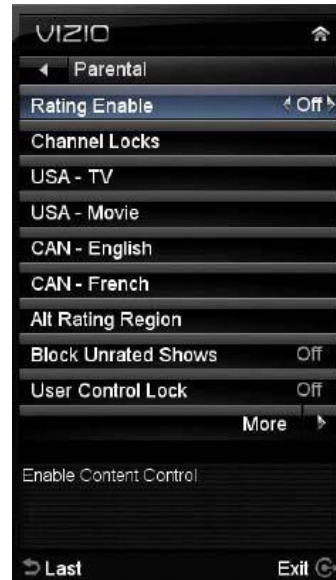 VIZIO
Parental
Rating Enable Off
Channel Locks
USA - TV
USA - Movie
CAN - English
CAN - French
Alt Rating Region
Block Unrated Shows Off
User Control Lock Off
More
Enable Content Control
Last Exit